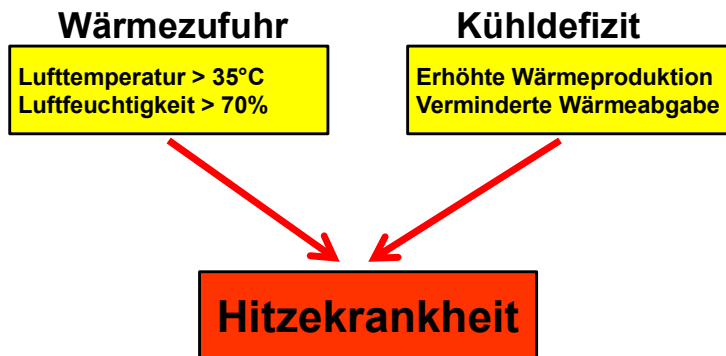 Wärmezufuhr
Lufttemperatur > 35°C
Luftfeuchtigkeit > 70%
Kühldefizit
Erhöhte Wärmeproduktion
Verminderte Wärmeabgabe
Hitzekrankheit